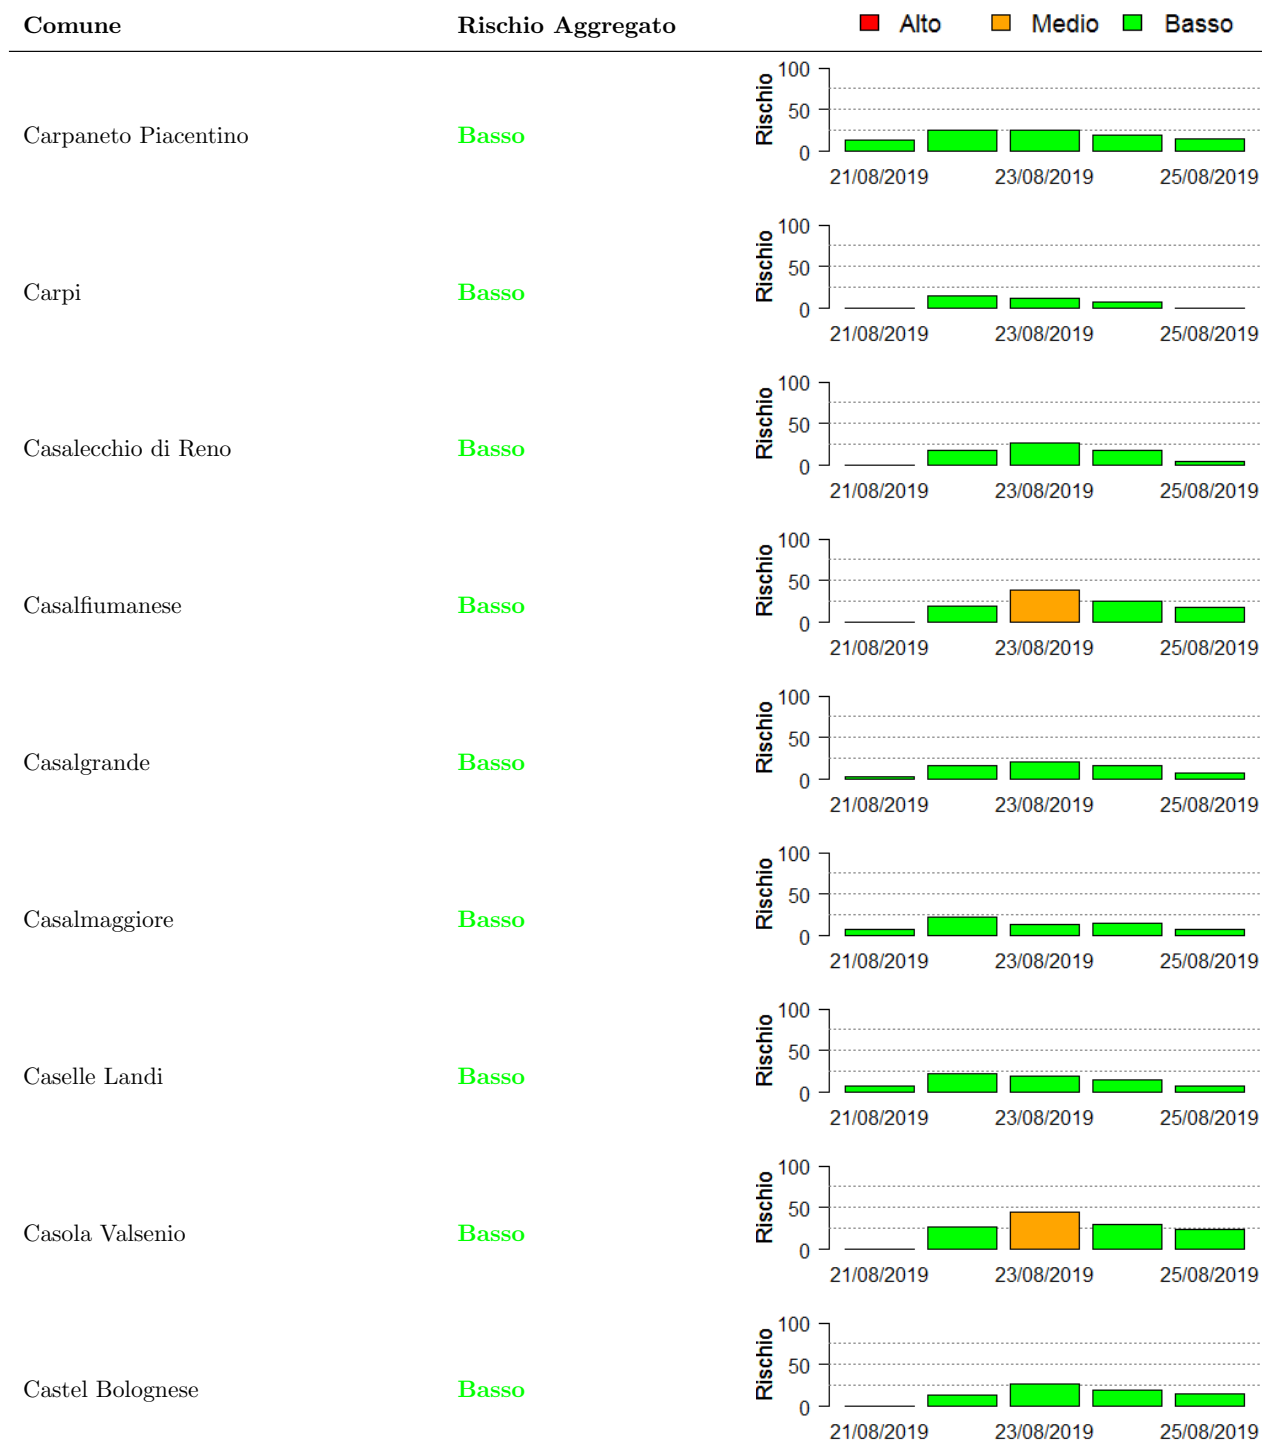 Comune Rischio Aggregato Alto Medio Basso
100
50
0
Rischio
Carpaneto Piacentino Basso
21/08/2019 23/08/2019 25/08/2019
100
50
0
Rischio
Carpi Basso
21/08/2019 23/08/2019 25/08/2019
100
50
0
Rischio
Casalecchio di Reno Basso
21/08/2019 23/08/2019 25/08/2019
100
50
0
Rischio
Casalfiumanese Basso
21/08/2019 23/08/2019 25/08/2019
100
50
0
Rischio
Casalgrande Basso
21/08/2019 23/08/2019 25/08/2019
100
50
0
Rischio
Casalmaggiore Basso
21/08/2019 23/08/2019 25/08/2019
100
50
0
Rischio
Caselle Landi Basso
21/08/2019 23/08/2019 25/08/2019
100
50
0
Rischio
Casola Valsenio Basso
21/08/2019 23/08/2019 25/08/2019
100
50
0
Rischio
Castel Bolognese Basso
21/08/2019 23/08/2019 25/08/2019